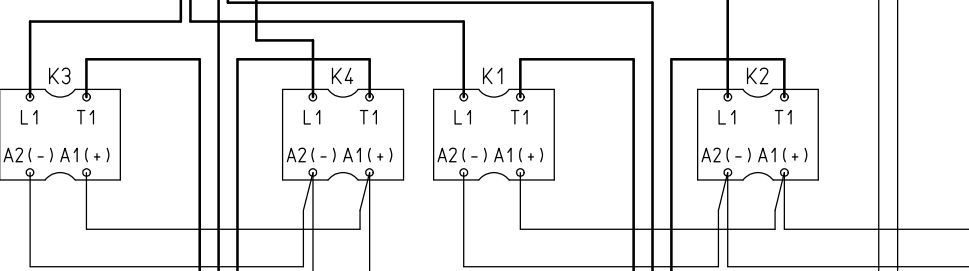 K3 K4 K1 K2
L1 T1 L1 T1 L1 T1 L1 T1
A2(-) A1(+) A2(-) A1(+) A2(-) A1(+) A2(-) A1(+)